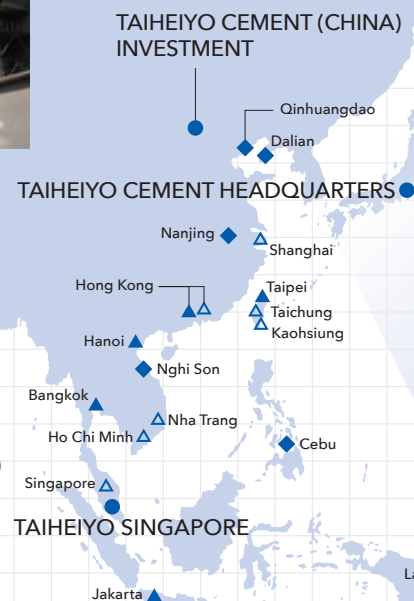 TAIHEIYO CEMENT (CHINA)
INVESTMENT
Qinhuangdao
Dalian
TAIHEIYO CEMENT HEADQUARTERS
Nanjing
Shanghai
Hong Kong
Taipei
Taichung
Kaohsiung
Hanoi
Nghi Son
Bangkok
Nha Trang
Ho Chi Minh
Cebu
Singapore
TAIHEIYO SINGAPORE
Jakarta